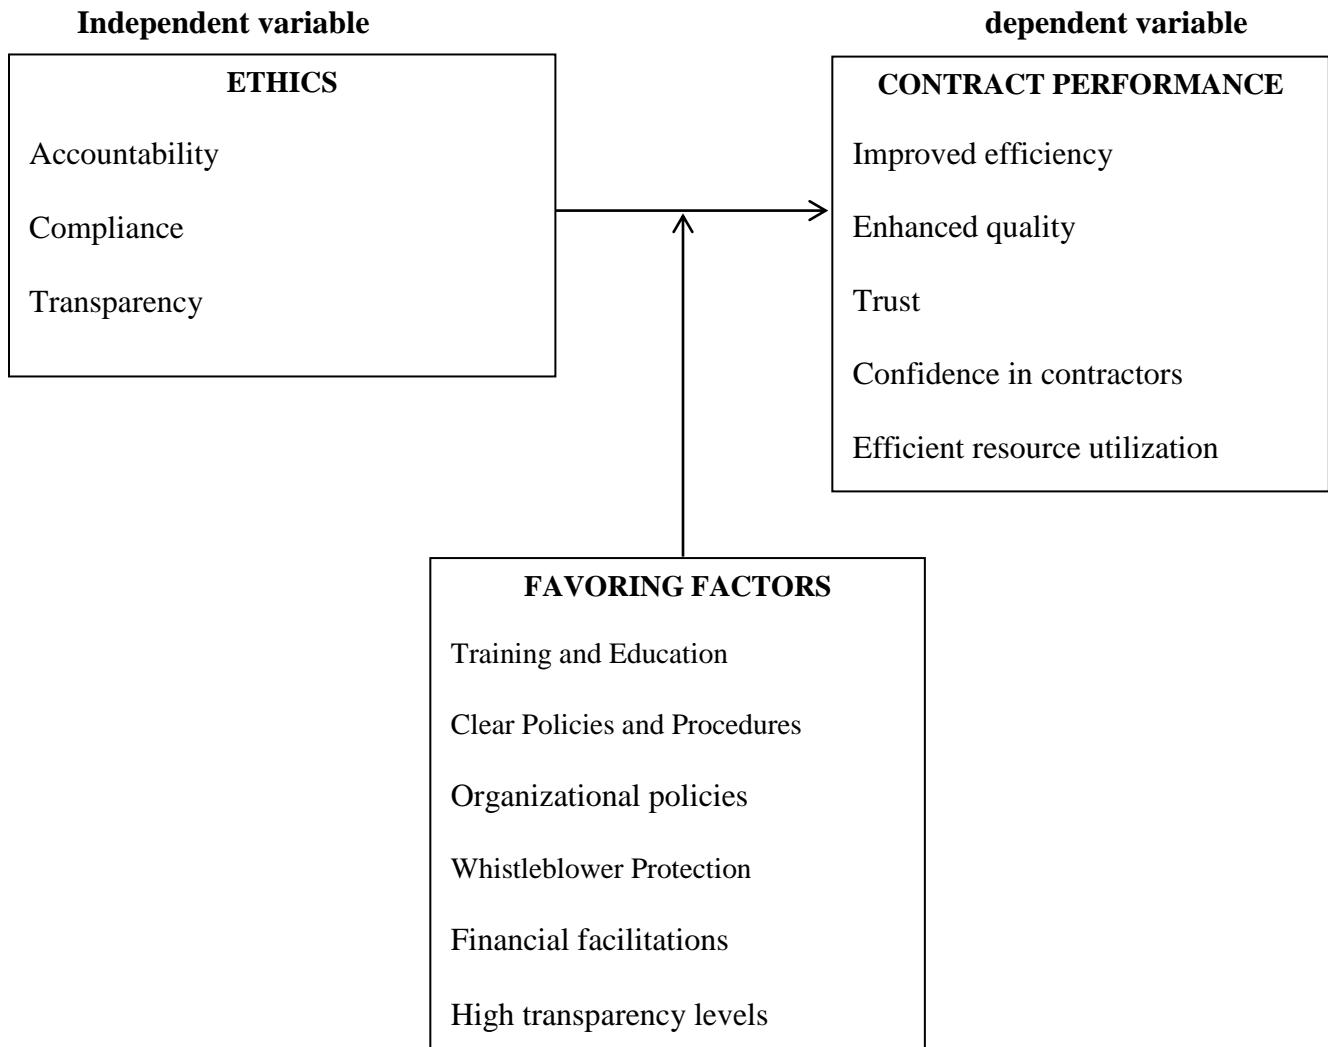 Independent variable
dependent variable
ETHICS
Accountability
Compliance
Transparency
CONTRACT PERFORMANCE
Improved efficiency
Enhanced quality
Trust
Confidence in contractors
Efficient resource utilization
FAVORING FACTORS
Training and Education
Clear Policies and Procedures
Organizational policies
Whistleblower Protection
Financial facilitations
High transparency levels